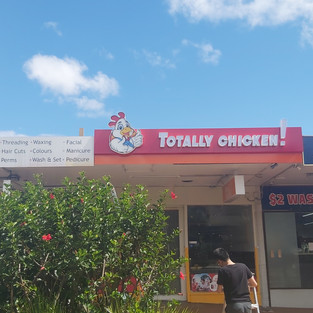 - Threading - Waxing - Facial
- Hair Cuts - Colours - Manicure
- Perms - Wash & Set - Pedicure
TOTALLY CHICKEN!
$2 WAS